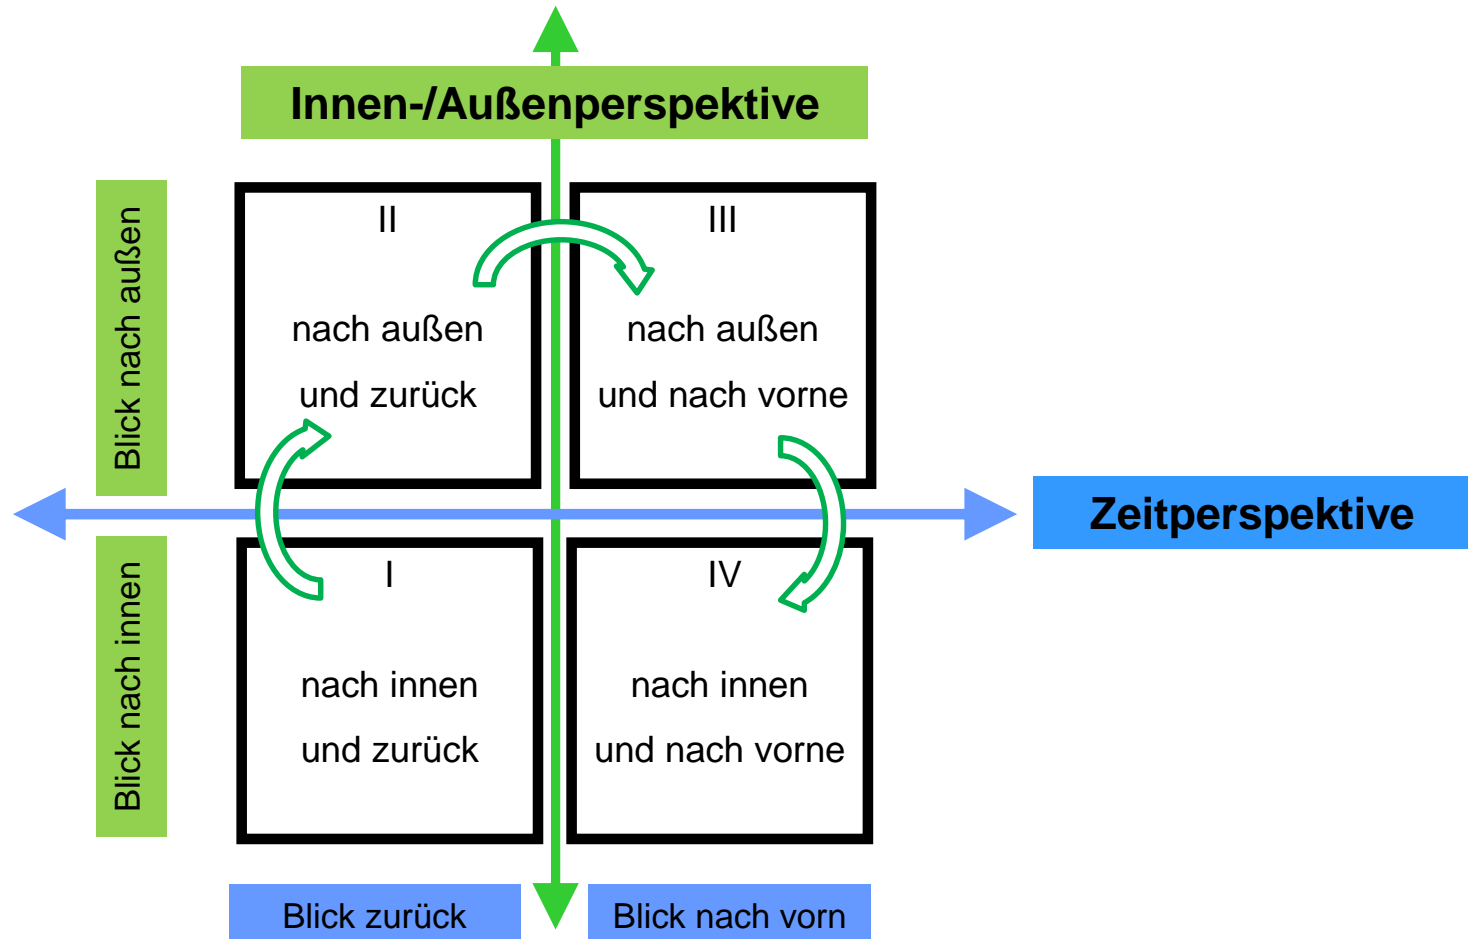 Innen-/Außenperspektive
Blick nach außen
II
nach außen
und zurück
III
nach außen
und nach vorne
Zeitperspektive
Blick nach innen
I
nach innen
und zurück
IV
nach innen
und nach vorne
Blick zurück
Blick nach vorn